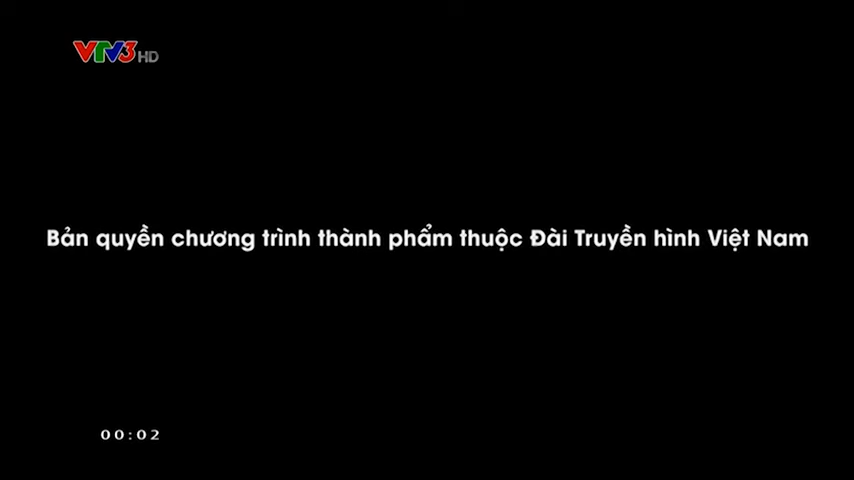 VTV3 HD
Bản quyền chương trình thành phẩm thuộc Đài Truyền hình Việt Nam
00:02